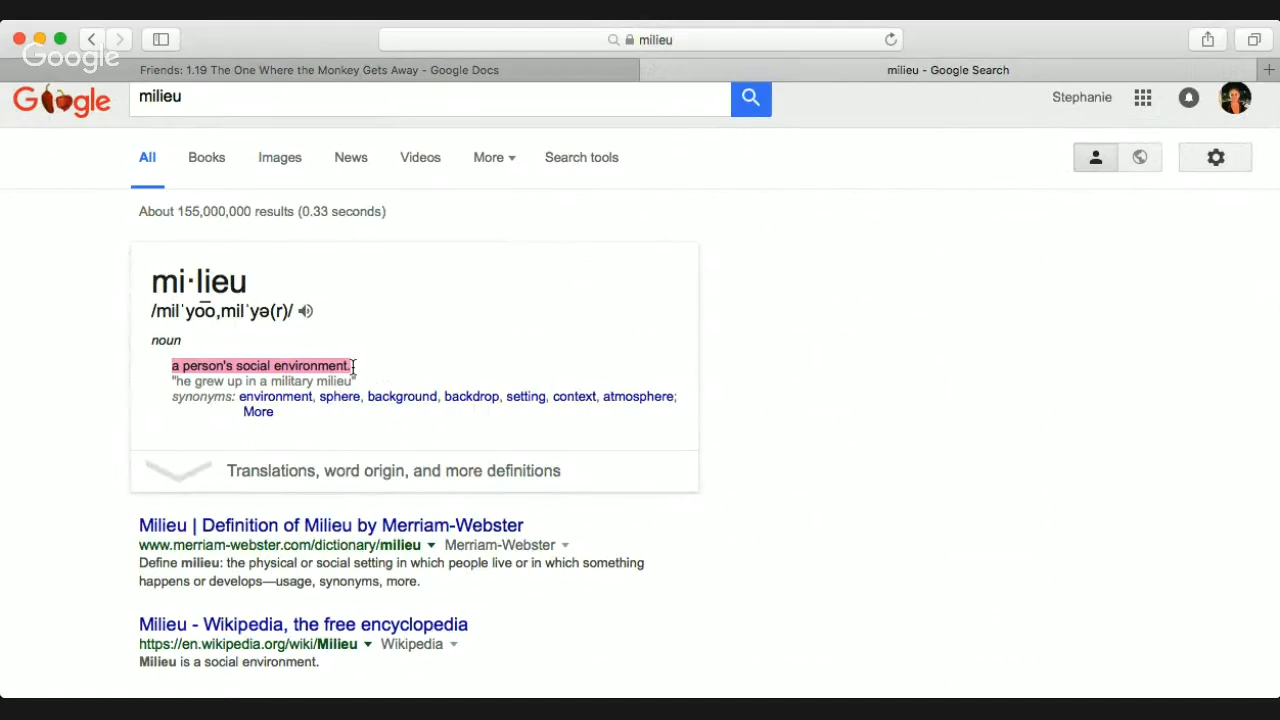 milieu
Google
Friends: 1.19 The One Where the Monkey Gets Away - Google Docs
milieu - Google Search
Google
milieu
Stephanie
All Books Images News Videos More Search tools
About 155,000,000 results (0.33 seconds)
mi·lieu
/milˈyo͞o,milˈyə(r)/
noun
a person's social environment.
"he grew up in a military milieu"
synonyms: environment, sphere, background, backdrop, setting, context, atmosphere;
More
Translations, word origin, and more definitions
Milieu | Definition of Milieu by Merriam-Webster
www.merriam-webster.com/dictionary/milieu Merriam-Webster
Define milieu: the physical or social setting in which people live or in which something
happens or develops—usage, synonyms, more.
Milieu - Wikipedia, the free encyclopedia
https://en.wikipedia.org/wiki/Milieu Wikipedia
Milieu is a social environment.